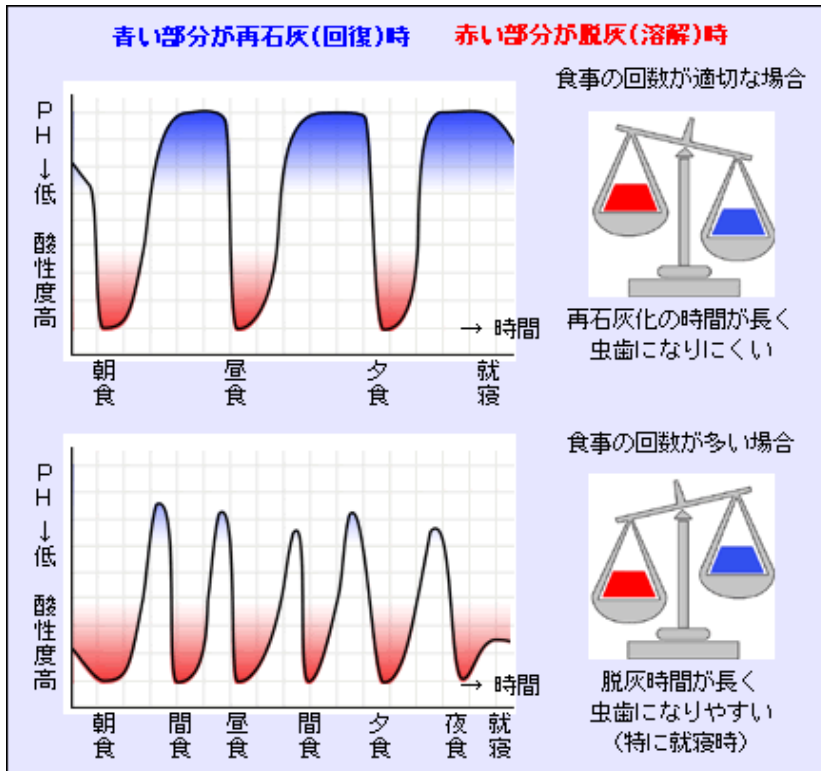 青い部分が再石灰(回復)時 赤い部分が脱灰(溶解)時
食事の回数が適切な場合
PH→低 酸性度高
→ 時間
朝食 昼食 夕食 就寝
再石灰化の時間が長く
虫歯になりにくい
食事の回数が多い場合
PH→低 酸性度高
→ 時間
朝食 間食 昼食 間食 夕食 夜食 就寝
脱灰時間が長く
虫歯になりやすい
(特に就寝時)